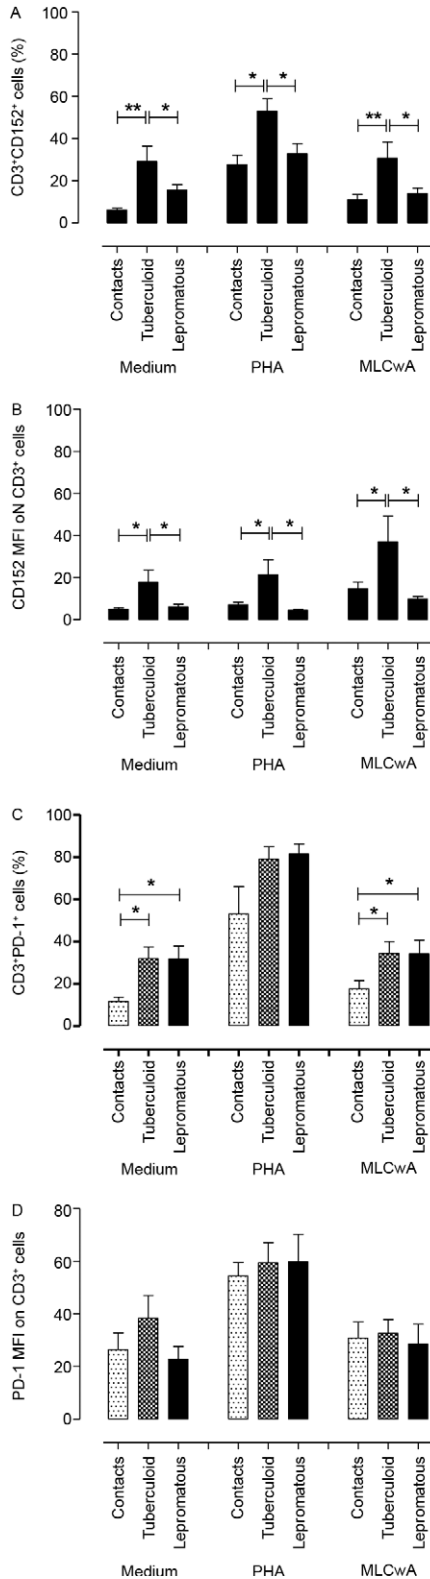 A
CD3⁺CD152⁺ cells (%)
100
80
60
40
20
0
** * * * ** *
Contacts Tuberculoid Lepromatous Contacts Tuberculoid Lepromatous Contacts Tuberculoid Lepromatous
Medium PHA MLCwA
B
CD152 MFI oN CD3⁺ cells
100
80
60
40
20
0
* * * * * *
Contacts Tuberculoid Lepromatous Contacts Tuberculoid Lepromatous Contacts Tuberculoid Lepromatous
Medium PHA MLCwA
C
CD3⁺PD-1⁺ cells (%)
100
80
60
40
20
0
* *
* *
Contacts Tuberculoid Lepromatous Contacts Tuberculoid Lepromatous Contacts Tuberculoid Lepromatous
Medium PHA MLCwA
D
PD-1 MFI on CD3⁺ cells
80
60
40
20
0
Contacts Tuberculoid Lepromatous Contacts Tuberculoid Lepromatous Contacts Tuberculoid Lepromatous
Medium PHA MLCwA